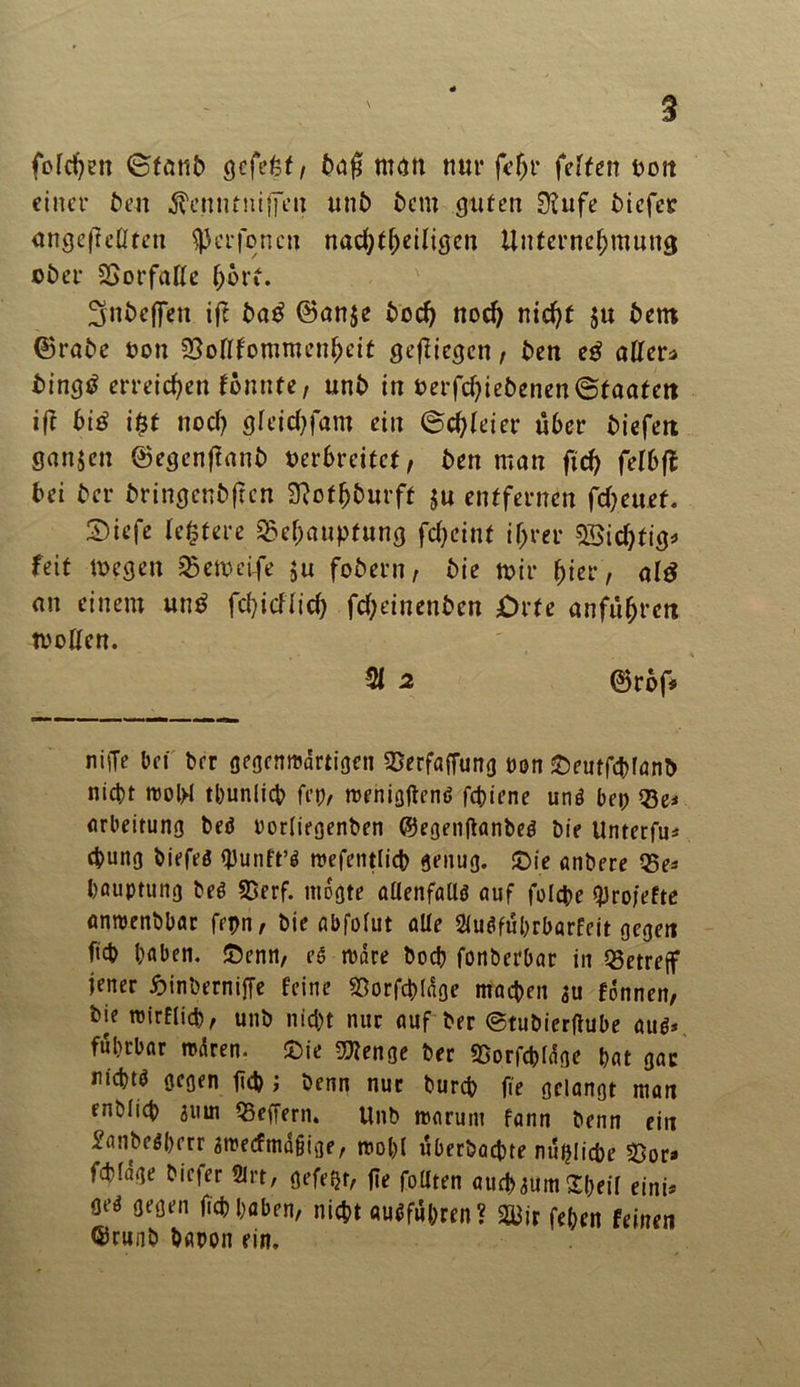 3
solchen Stand gesetzt, daß man nur sehr selten von
einer den Kenntnissen und dem guten Rufe dieser
angestellten Personen nachtheiligen Unternehmung
oder Vorfalle hört.
Indessen ist das Ganze doch noch nicht zu dem
Grade von Vollkommenheit gestiegen, den es aller-
dings erreichen könnte, und in verschiedenen Staaten
ist bis itzt noch gleichsam ein Schleier über diesen
ganzen Gegenstand verbreitet, den man sich selbst
bei der dringendsten Nothdurft zu entfernen scheuet.
Diese letztere Behauptung scheint ihrer Wichtig-
keit wegen Beweise zu fodern, die wir hier, als
an einem uns schicklich scheinenden Orte anführen
wollen.
A 2 Gröf-
nisse bei der gegenwärtigen Verfassung von Deutschland
nicht wohl thunlich sey, wenigstens schiene uns bey Be-
arbeitung des vorliegenden Gegenstandes die Untersu-
chung dieses Punkt's wesentlich genug. Die andere Be-
hauptung des Verf. mögte allenfalls auf solche Projekte
anwendbar seyn, die absolut alle Ausführbarkeit gegen
sich haben. Denn, es wäre doch sonderbar in Betreff
jener Hindernisse keine Vorschläge machen zu können,
die wirklich, und nicht nur auf der Studierstube aus-
führbar wären. Die Menge der Vorschläge hat gar
nichts gegen sich; denn nur durch sie gelangt man
endlich zum Bessern. Und warum kann denn ein
Landesherr zweckmäßige, wohl überdachte nützliche Vor-
schläge dieser Art, gesetzt, sie sollten auch zum Theil eini-
ges gegen sich haben, nicht ausführen? Wir sehen keinen
Grund davon ein.